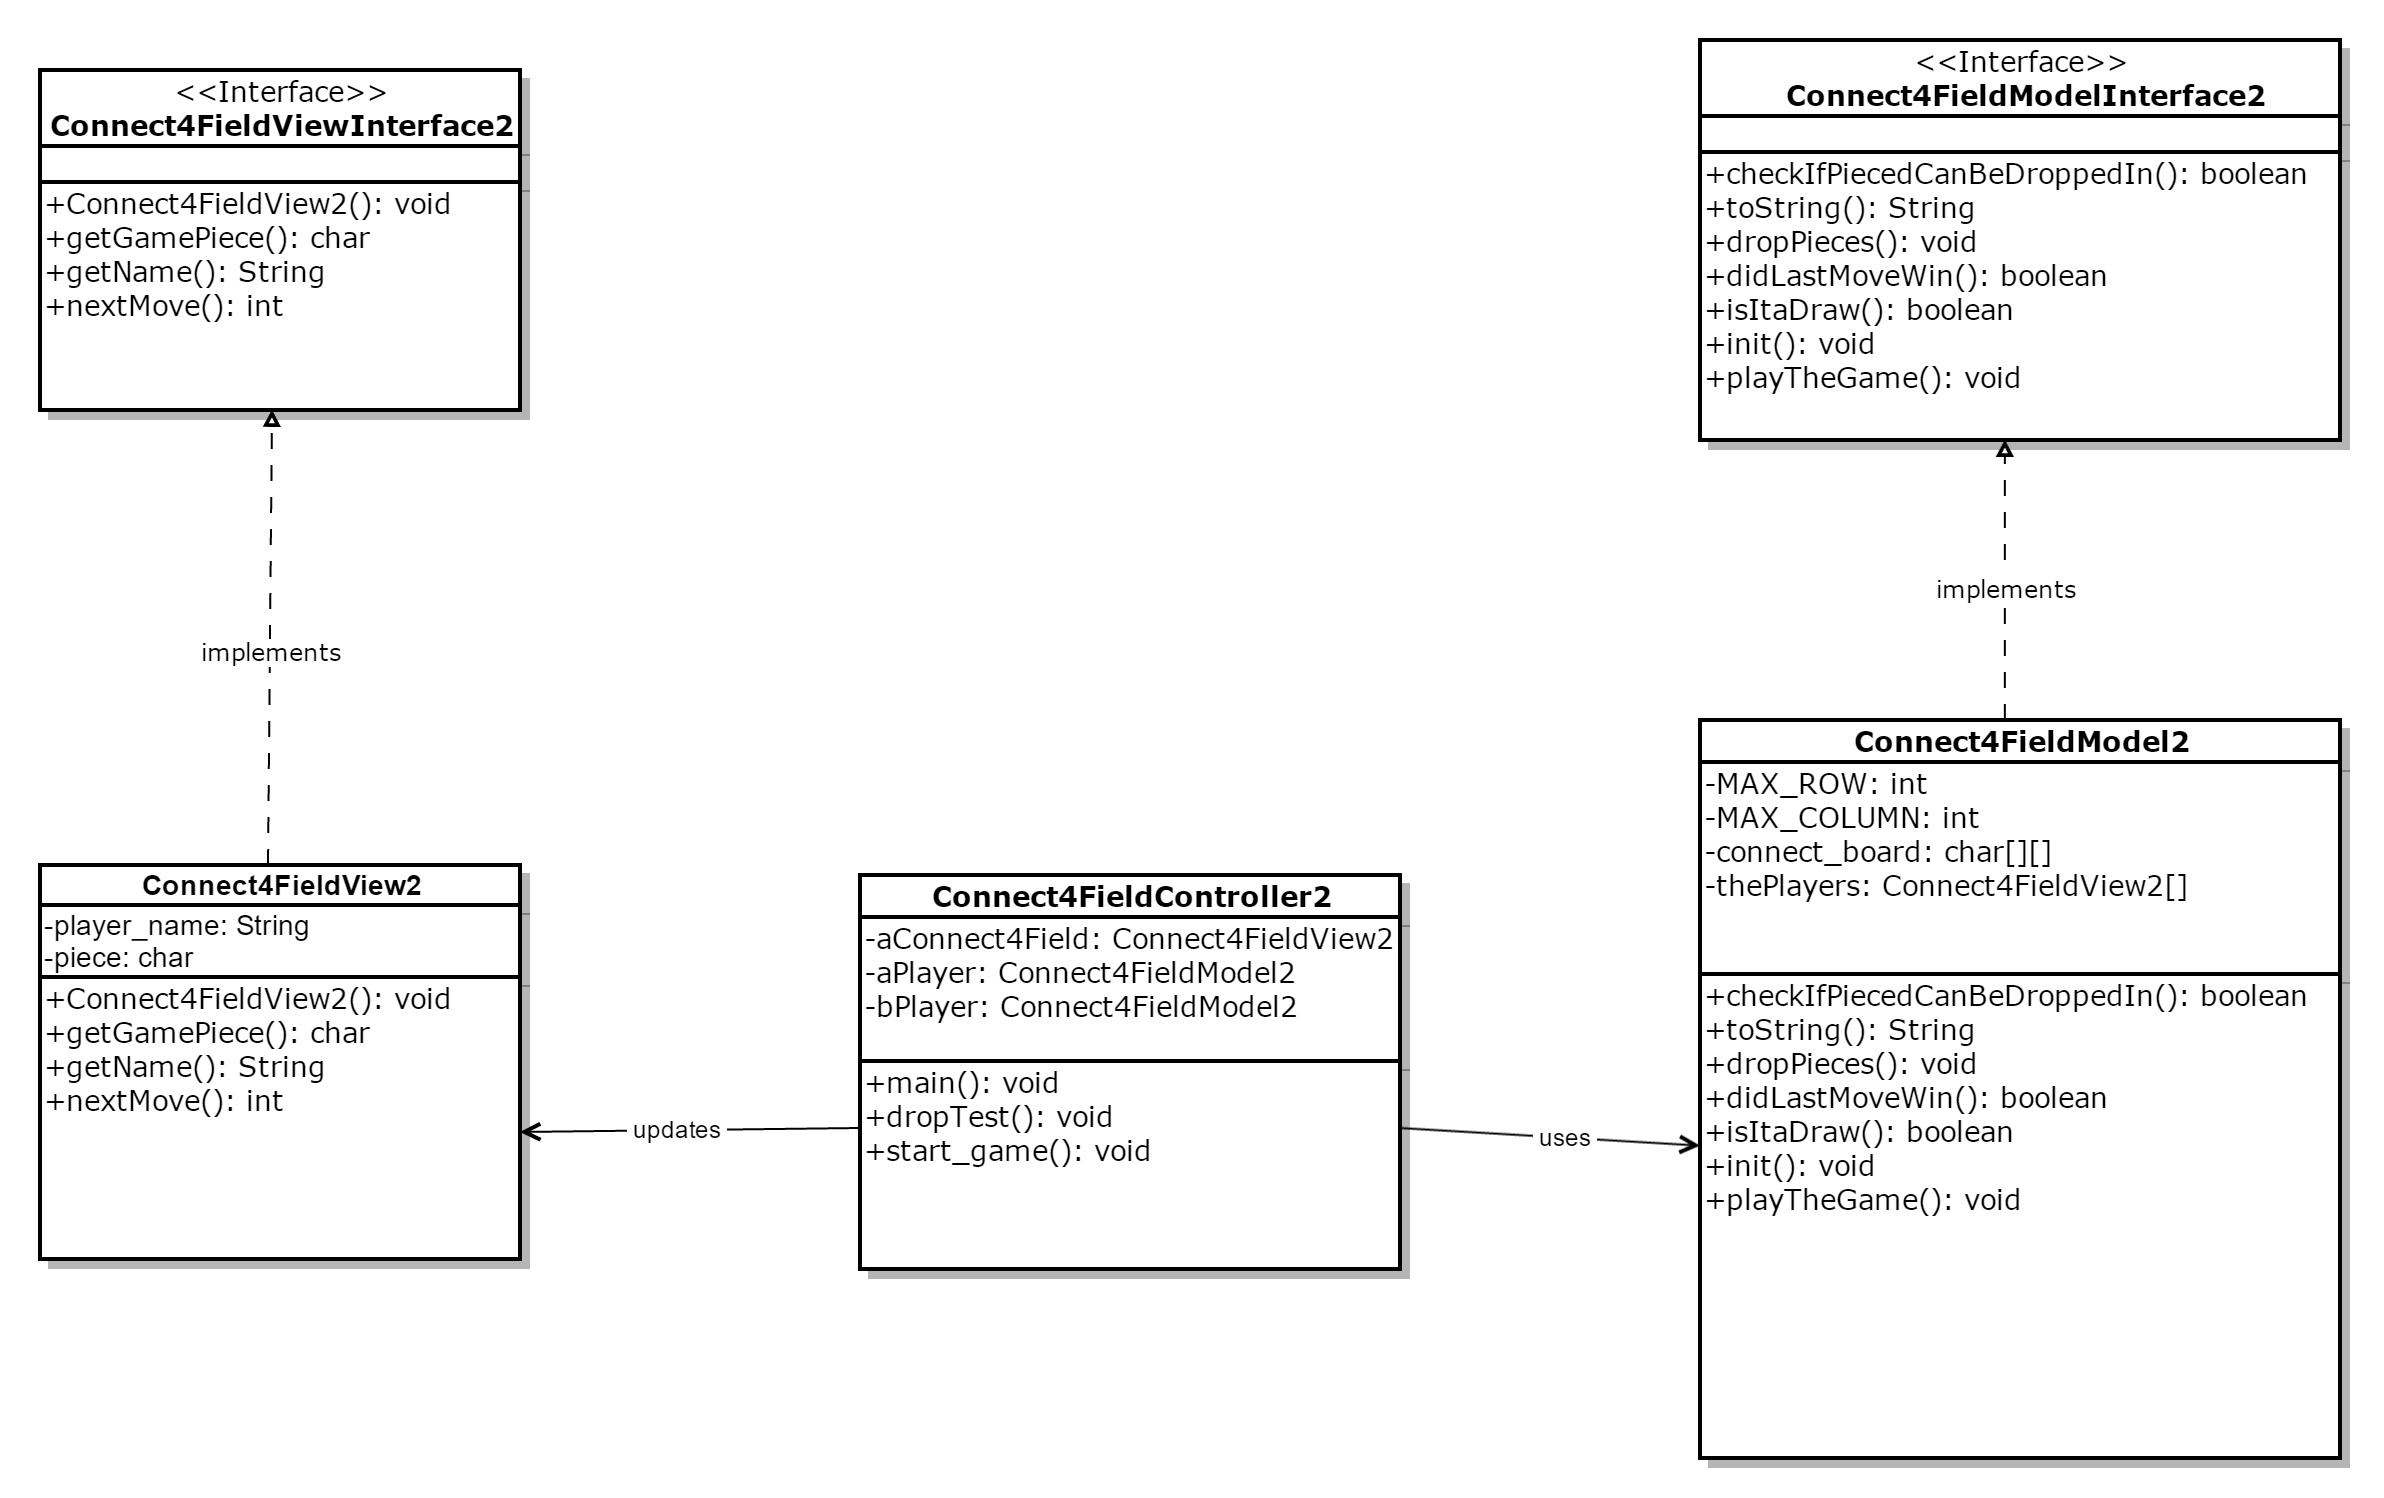 <<Interface>>
Connect4FieldViewInterface2
+Connect4FieldView2(): void
+getGamePiece(): char
+getName(): String
+nextMove(): int
<<Interface>>
Connect4FieldModelInterface2
+checkIfPiecedCanBeDroppedIn(): boolean
+toString(): String
+dropPieces(): void
+didLastMoveWin(): boolean
+isItaDraw(): boolean
+init(): void
+playTheGame(): void
implements
implements
Connect4FieldView2
-player_name: String
-piece: char
+Connect4FieldView2(): void
+getGamePiece(): char
+getName(): String
+nextMove(): int
updates
Connect4FieldController2
-aConnect4Field: Connect4FieldView2
-aPlayer: Connect4FieldModel2
-bPlayer: Connect4FieldModel2
+main(): void
+dropTest(): void
+start_game(): void
uses
Connect4FieldModel2
-MAX_ROW: int
-MAX_COLUMN: int
-connect_board: char[][]
-thePlayers: Connect4FieldView2[]
+checkIfPiecedCanBeDroppedIn(): boolean
+toString(): String
+dropPieces(): void
+didLastMoveWin(): boolean
+isItaDraw(): boolean
+init(): void
+playTheGame(): void